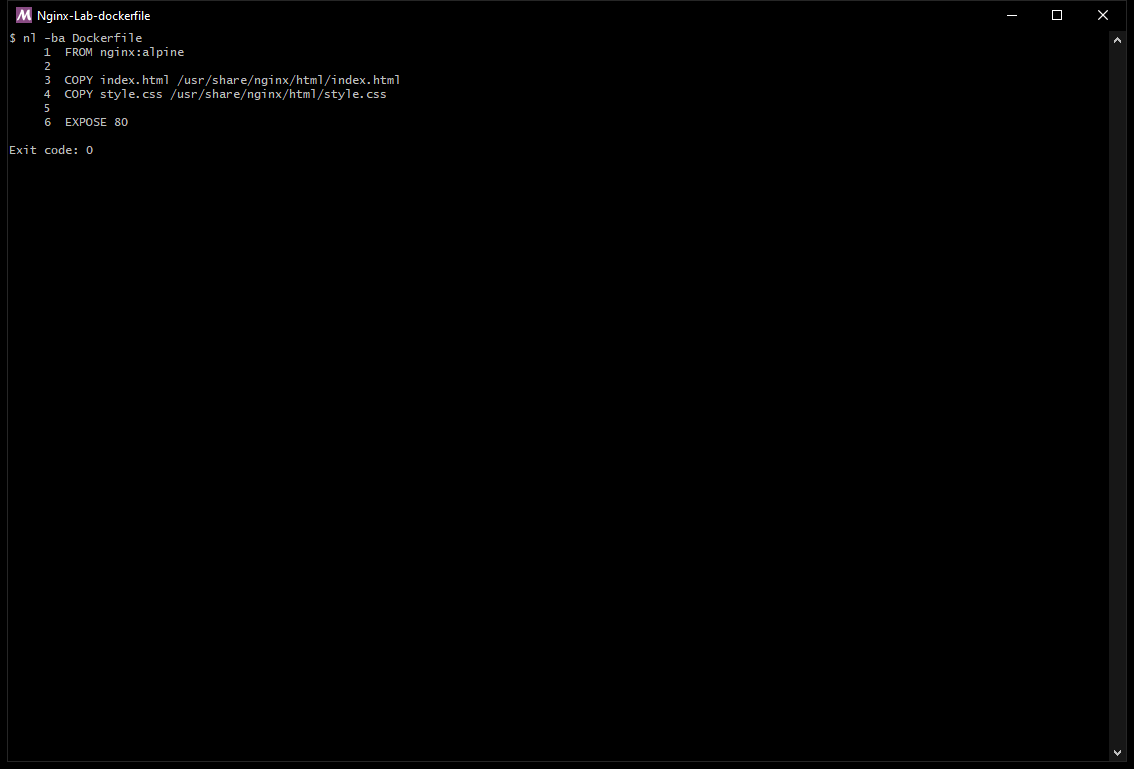 Nginx-Lab-dockerfile
$ nl -ba Dockerfile
     1  FROM nginx:alpine
     2
     3  COPY index.html /usr/share/nginx/html/index.html
     4  COPY style.css /usr/share/nginx/html/style.css
     5
     6  EXPOSE 80
Exit code: 0